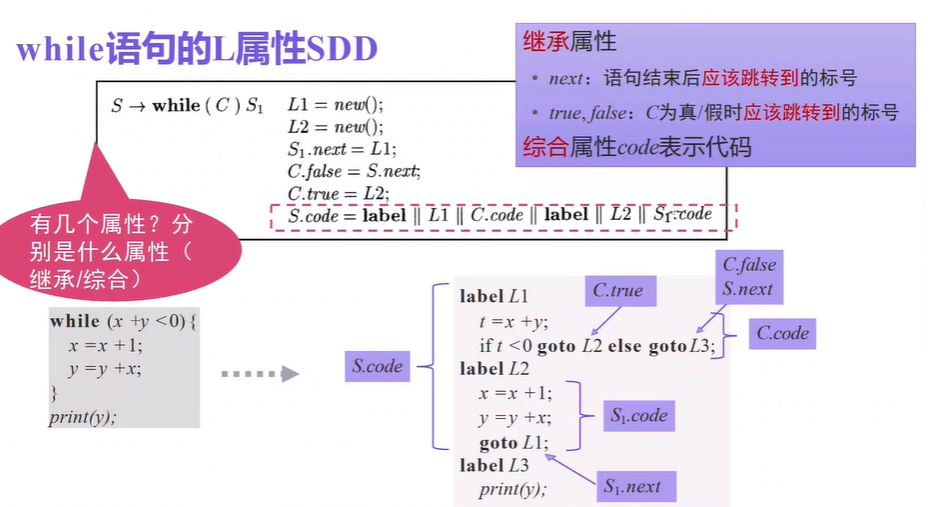 while语句的L属性SDD
继承属性
• next：语句结束后应该跳转到的标号
• true, false：C为真/假时应该跳转到的标号
综合属性code表示代码
S → while ( C ) S₁ L1 = new();
L2 = new();
S₁.next = L1;
C.false = S.next;
C.true = L2;
S.code = label ∥ L1 ∥ C.code ∥ label ∥ L2 ∥ S₁.code
有几个属性？分
别是什么属性（
继承/综合）
while (x +y <0){
x =x +1;
y =y +x;
}
print(y);
S.code
label L1
t =x +y;
if t <0 goto L2 else goto L3;
label L2
x =x +1;
y =y +x;
goto L1;
label L3
print(y);
C.true
C.false
S.next
C.code
S₁.code
S₁.next